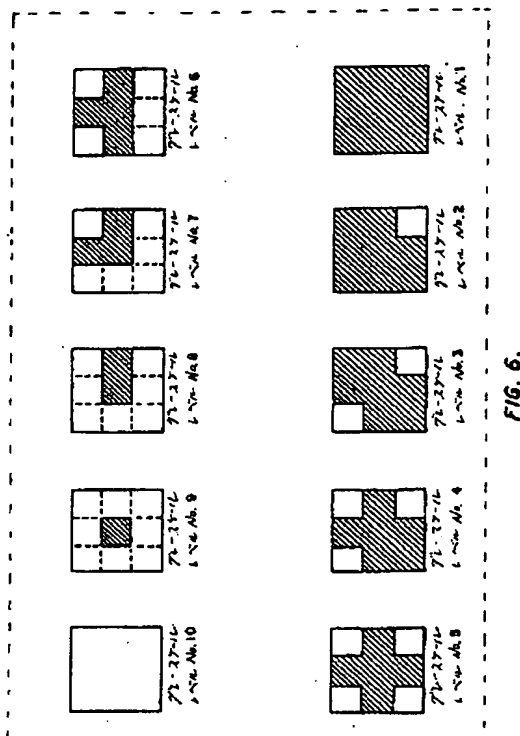 グレースケール
レベル No.10
グレースケール
レベル No.9
グレースケール
レベル No.8
グレースケール
レベル No.7
グレースケール
レベル No.6
グレースケール
レベル No.5
グレースケール
レベル No.4
グレースケール
レベル No.3
グレースケール
レベル No.2
グレースケール
レベル No.1
FIG. 6.